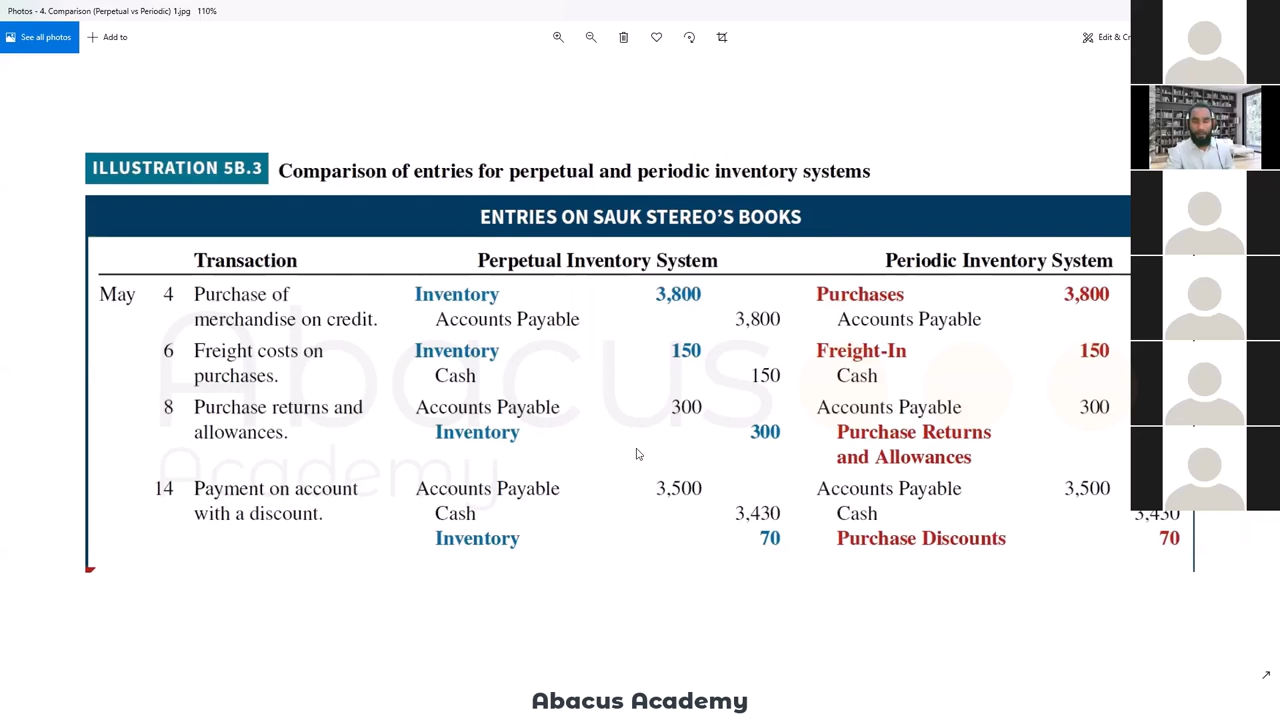 Photos - 4. Comparison (Perpetual vs Periodic) 1.jpg 110%
See all photos
Add to
Edit & Cr
ILLUSTRATION 5B.3 Comparison of entries for perpetual and periodic inventory systems
ENTRIES ON SAUK STEREO'S BOOKS
Transaction Perpetual Inventory System Periodic Inventory System
May 4 Purchase of Inventory 3,800 Purchases 3,800
merchandise on credit. Accounts Payable 3,800 Accounts Payable
6 Freight costs on Inventory 150 Freight-In 150
purchases. Cash 150 Cash
8 Purchase returns and Accounts Payable 300 Accounts Payable 300
allowances. Inventory 300 Purchase Returns
and Allowances
14 Payment on account Accounts Payable 3,500 Accounts Payable 3,500
with a discount. Cash 3,430 Cash 3,430
Inventory 70 Purchase Discounts 70
Abacus
Academy
Abacus Academy